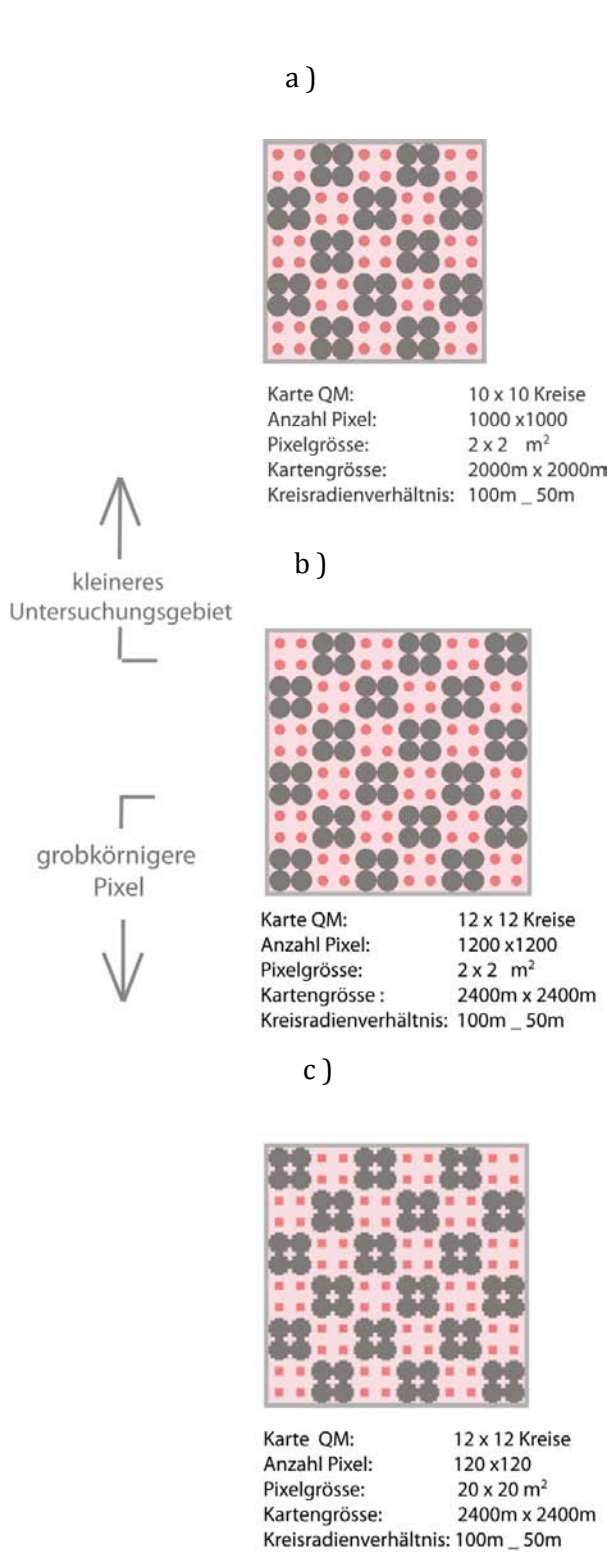 a )
Karte QM: 10 x 10 Kreise
Anzahl Pixel: 1000 x1000
Pixelgrösse: 2 x 2 m²
Kartengrösse: 2000m x 2000m
Kreisradienverhältnis: 100m _ 50m
kleineres
Untersuchungsgebiet
b )
grobkörnigere
Pixel
Karte QM: 12 x 12 Kreise
Anzahl Pixel: 1200 x1200
Pixelgrösse: 2 x 2 m²
Kartengrösse : 2400m x 2400m
Kreisradienverhältnis: 100m _ 50m
c )
Karte QM: 12 x 12 Kreise
Anzahl Pixel: 120 x120
Pixelgrösse: 20 x 20 m²
Kartengrösse: 2400m x 2400m
Kreisradienverhältnis: 100m _ 50m